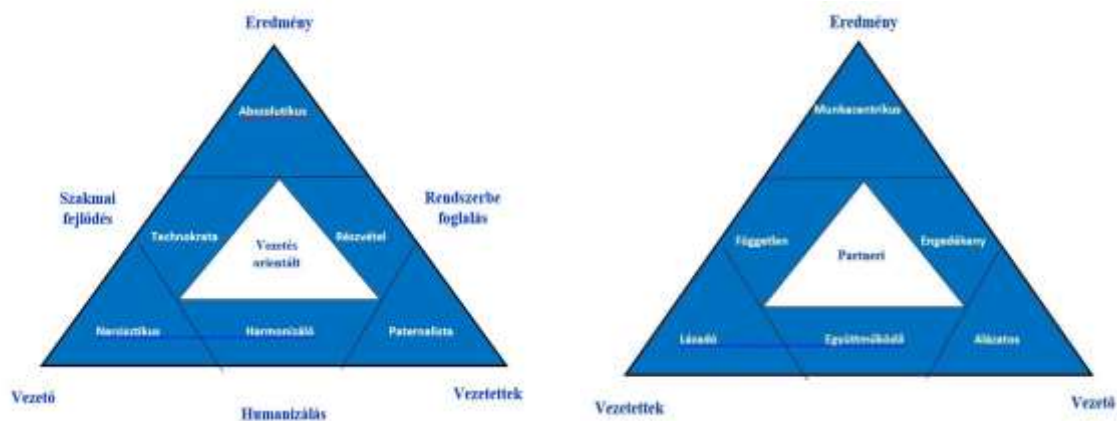 Eredmény
Abszolutikus
Szakmai
fejlődés
Rendszerbe
foglalás
Technokrata
Részvétel
Vezetés
orientált
Narcisztikus
Harmonizáló
Paternalista
Vezető
Vezetettek
Humanizálás
Eredmény
Munkacentrikus
Független
Engedékeny
Partneri
Lázadó
Együttműködő
Alázatos
Vezetettek
Vezető